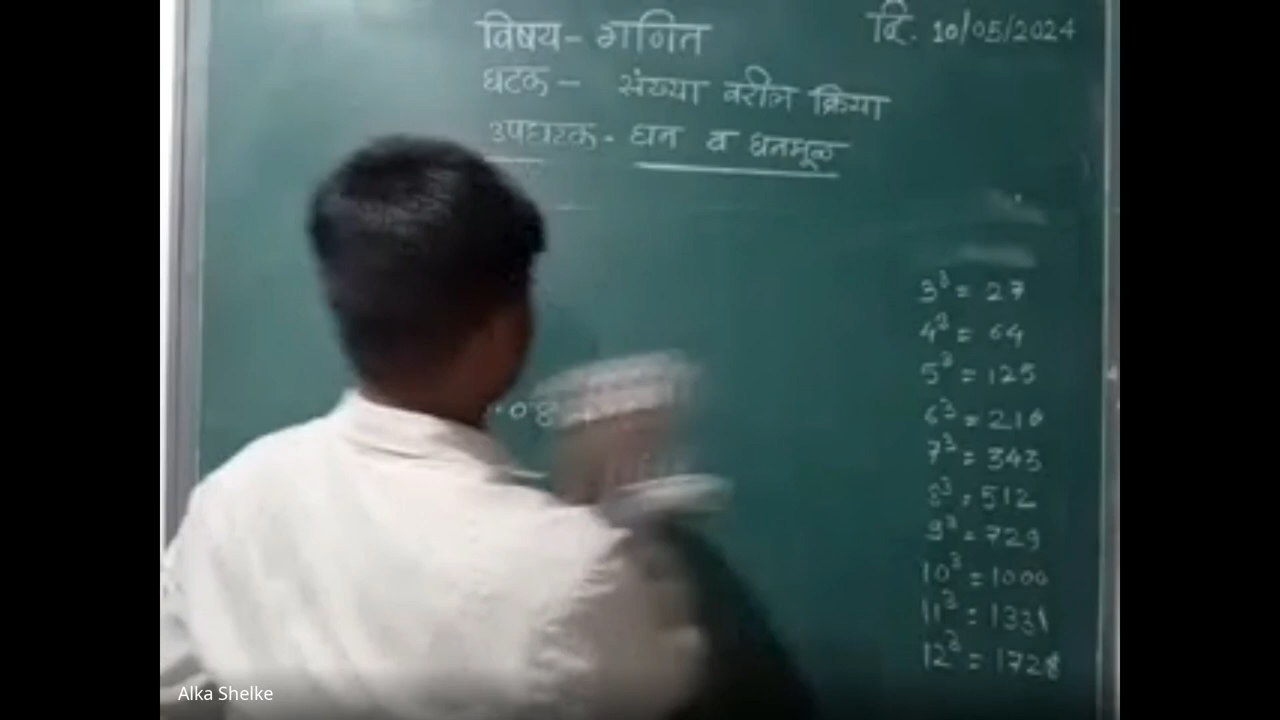 विषय - गणित
दि. 10/05/2024
घटक - संख्या वरील क्रिया
उपघटक - घन व घनमूळ
3³ = 27
4³ = 64
5³ = 125
6³ = 216
7³ = 343
8³ = 512
9³ = 729
10³ = 1000
11³ = 1331
12³ = 1728
Alka Shelke